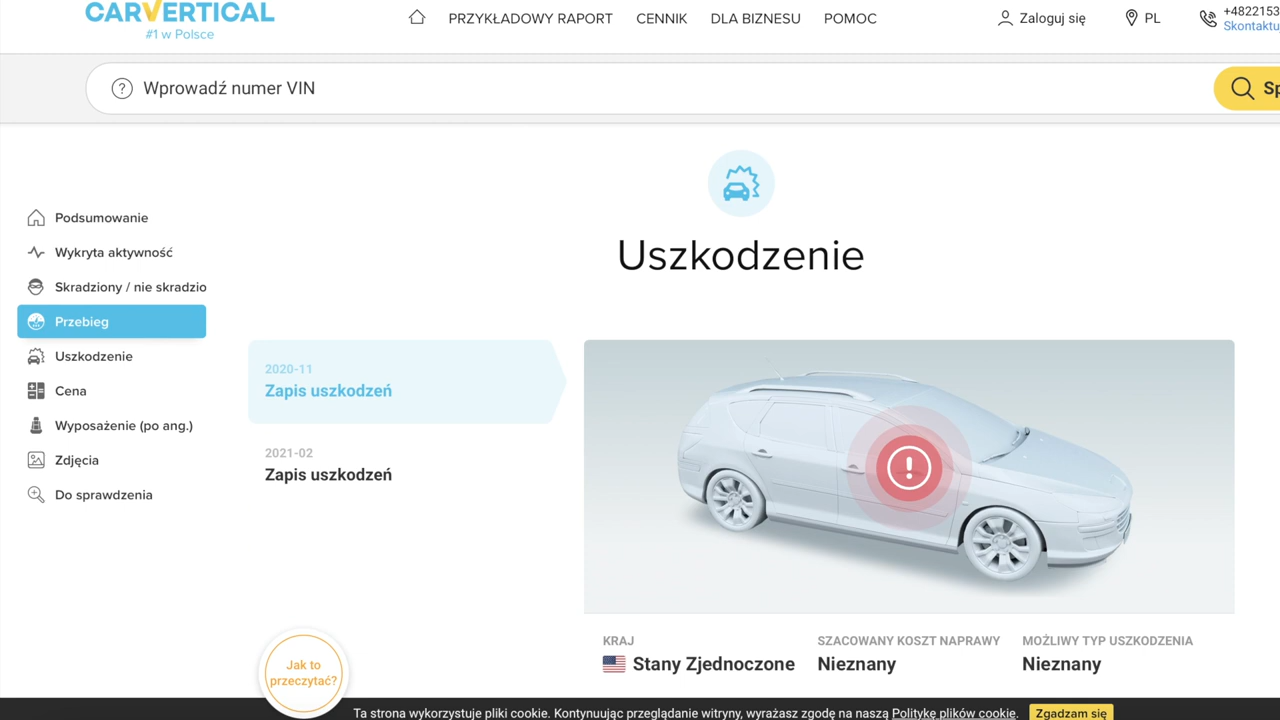 CARVERTICAL
#1 w Polsce
PRZYKŁADOWY RAPORT
CENNIK
DLA BIZNESU
POMOC
Zaloguj się
PL
+4822153
Skontaktu
? Wprowadź numer VIN
Sp
Podsumowanie
Wykryta aktywność
Skradziony / nie skradzio
Przebieg
Uszkodzenie
Cena
Wyposażenie (po ang.)
Zdjęcia
Do sprawdzenia
Uszkodzenie
2020-11
Zapis uszkodzeń
2021-02
Zapis uszkodzeń
!
KRAJ
Stany Zjednoczone
SZACOWANY KOSZT NAPRAWY
Nieznany
MOŻLIWY TYP USZKODZENIA
Nieznany
Jak to
przeczytać?
Ta strona wykorzystuje pliki cookie. Kontynuując przeglądanie witryny, wyrażasz zgodę na naszą Politykę plików cookie.
Zgadzam się